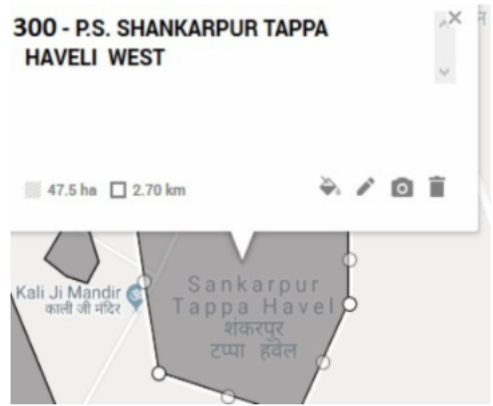 300 - P.S. SHANKARPUR TAPPA
HAVELI WEST
47.5 ha 2.70 km
Kali Ji Mandir
काली जी मंदिर
Sankarpur
Tappa Havel
शंकरपुर
टप्पा हवेल